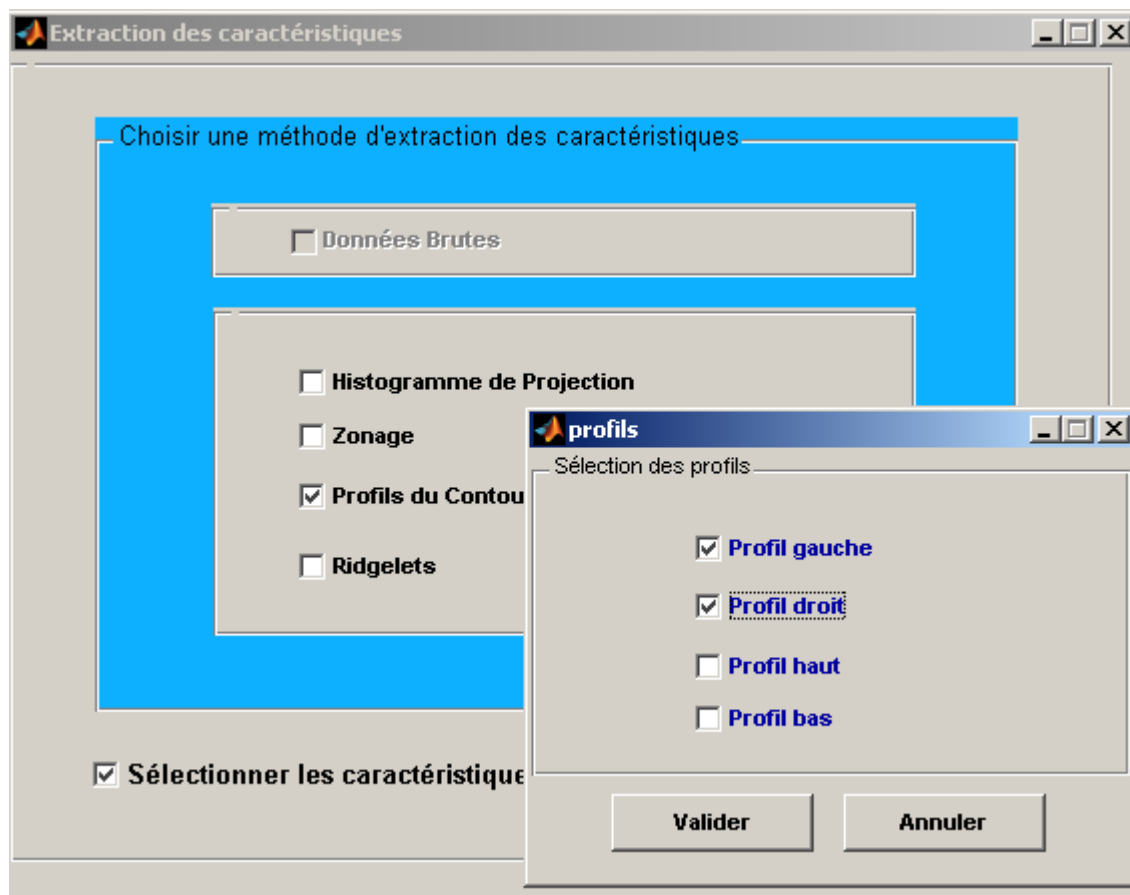 Extraction des caractéristiques
Choisir une méthode d'extraction des caractéristiques
Données Brutes
Histogramme de Projection
Zonage
Profils du Contou
Ridgelets
Sélectionner les caractéristique
profils
Sélection des profils
Profil gauche
Profil droit
Profil haut
Profil bas
Valider
Annuler